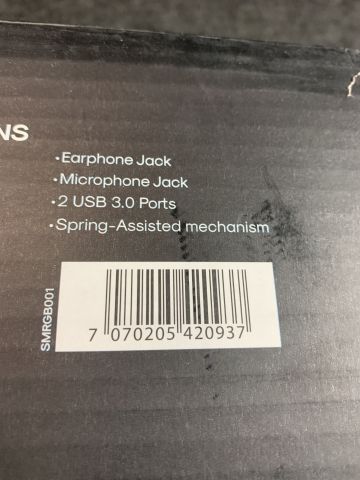 NS
•Earphone Jack
•Microphone Jack
•2 USB 3.0 Ports
•Spring-Assisted mechanism
SMRGB001
7 070205 420937